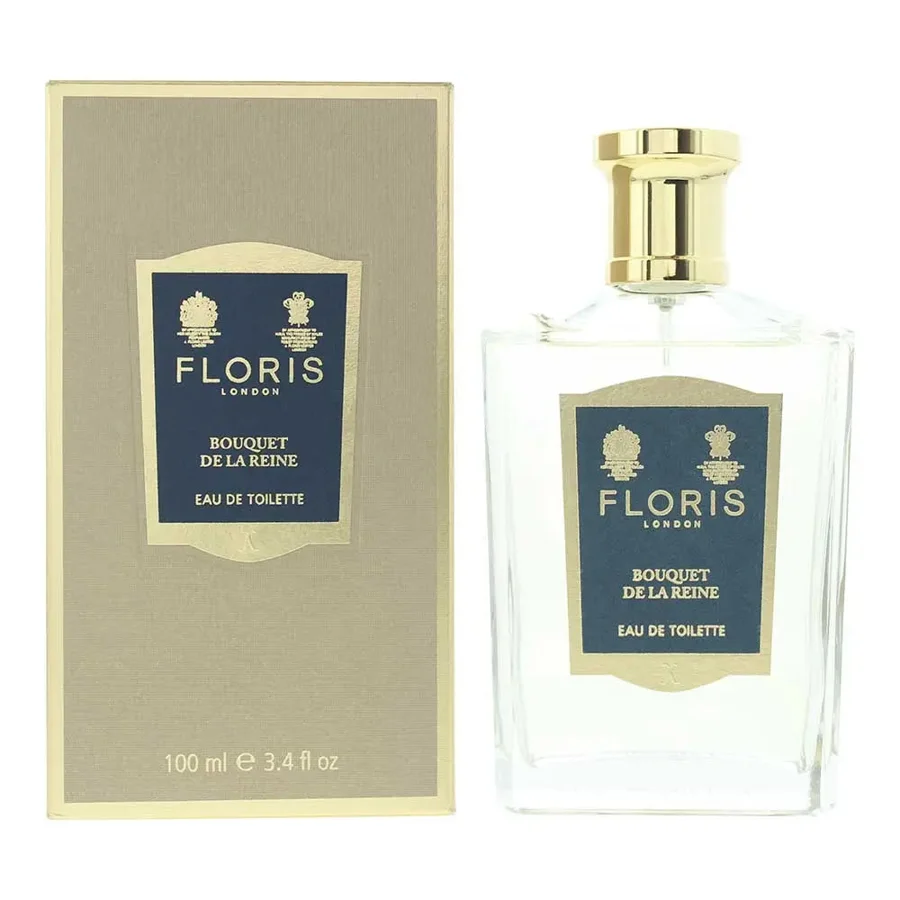 FLORIS
LONDON
BOUQUET
DE LA REINE
EAU DE TOILETTE
100 ml e 3.4 fl oz
FLORIS
LONDON
BOUQUET
DE LA REINE
EAU DE TOILETTE